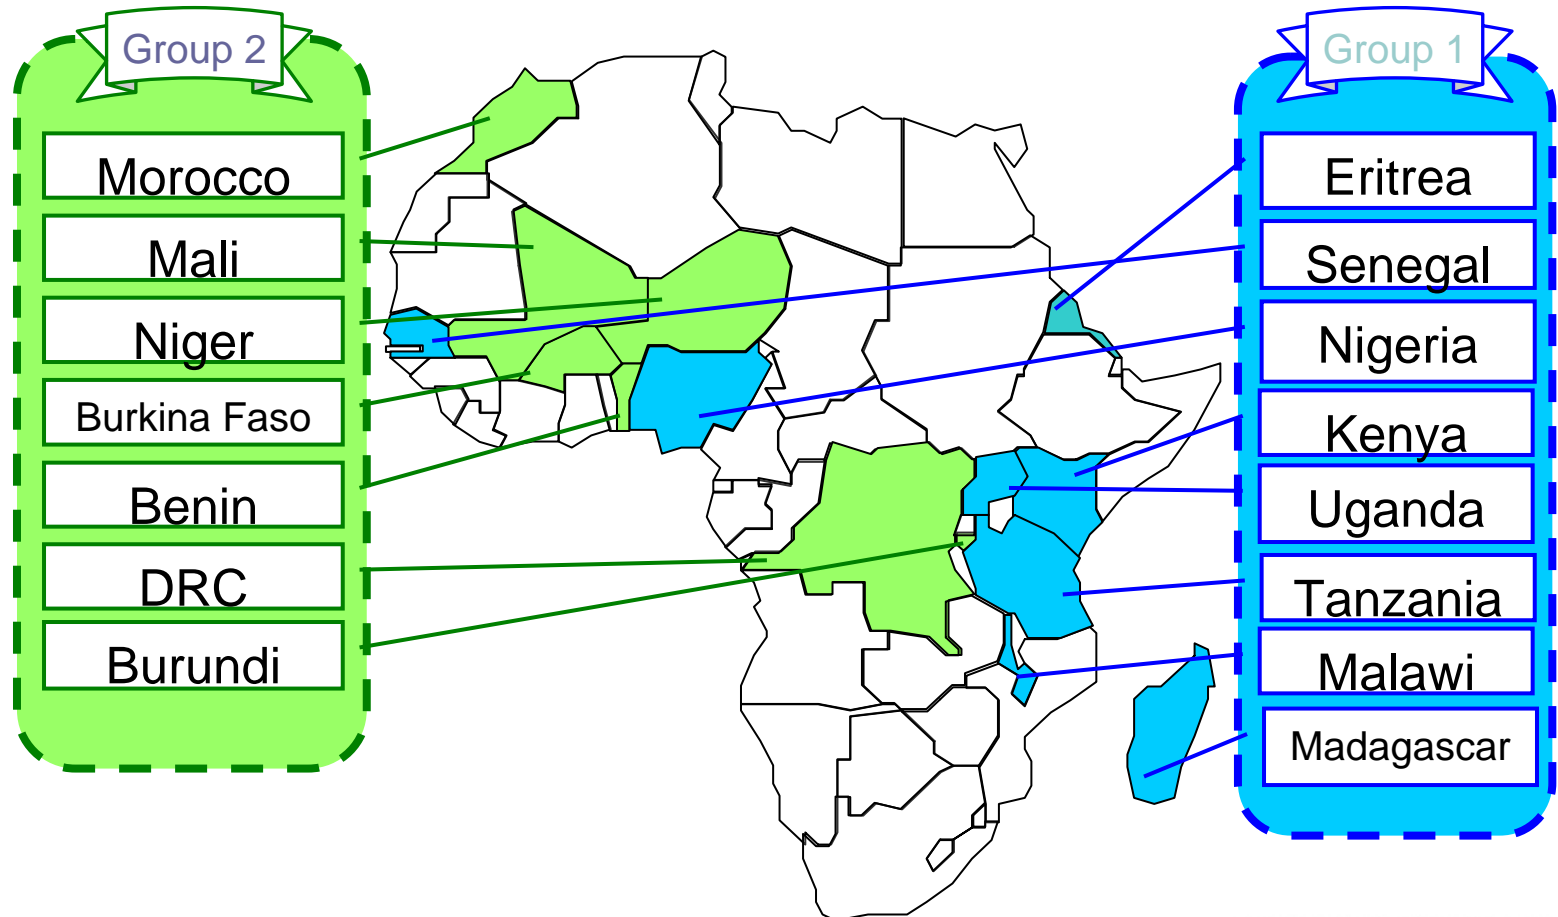 Group 2
Morocco
Mali
Niger
Burkina Faso
Benin
DRC
Burundi
Group 1
Eritrea
Senegal
Nigeria
Kenya
Uganda
Tanzania
Malawi
Madagascar